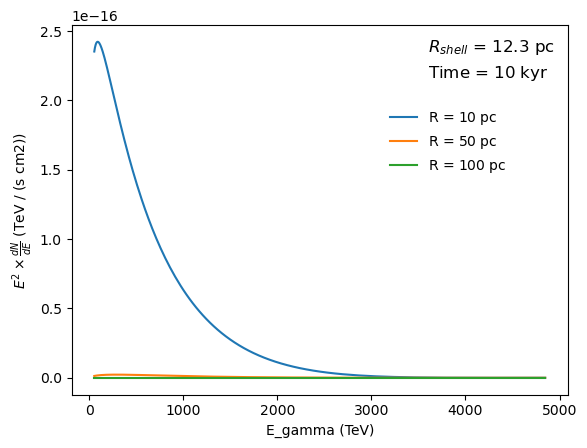 1e−16
R_shell = 12.3 pc
Time = 10 kyr
R = 10 pc
R = 50 pc
R = 100 pc
2.5
2.0
1.5
1.0
0.5
0.0
E² × dN/dE (TeV / (s cm2))
0 1000 2000 3000 4000 5000
E_gamma (TeV)